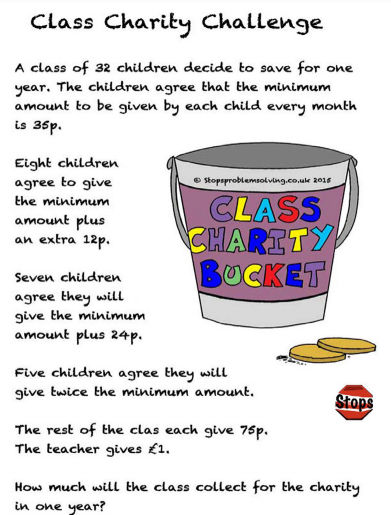 Class Charity Challenge
A class of 32 children decide to save for one
year. The children agree that the minimum
amount to be given by each child every month
is 35p.
Eight children
agree to give
the minimum
amount plus
an extra 12p.
Seven children
agree they will
give the minimum
amount plus 24p.
Five children agree they will
give twice the minimum amount.
The rest of the clas each give 75p.
The teacher gives £1.
How much will the class collect for the charity
in one year?
© Stopsproblemsolving.co.uk 2015
CLASS
CHARITY
BUCKET
Stops